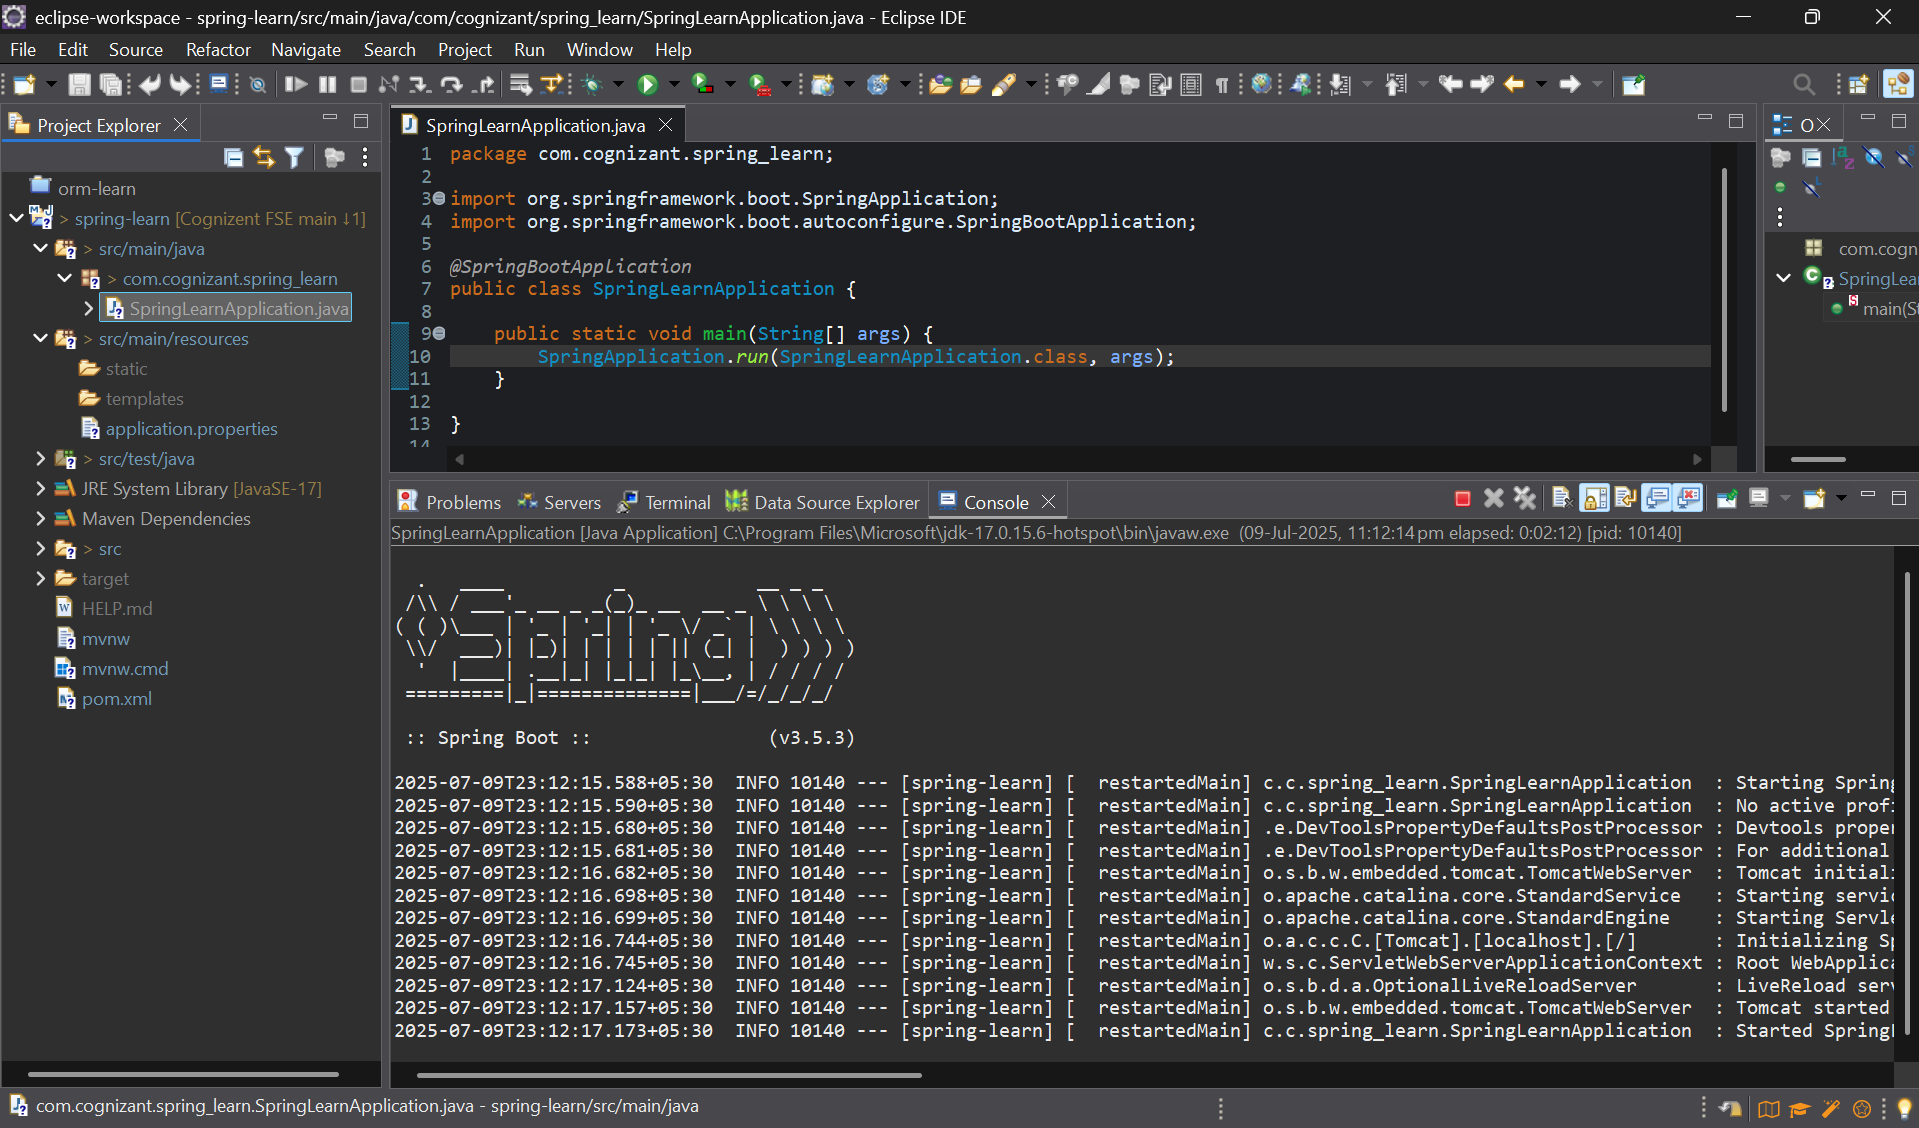 eclipse-workspace - spring-learn/src/main/java/com/cognizant/spring_learn/SpringLearnApplication.java - Eclipse IDE
File Edit Source Refactor Navigate Search Project Run Window Help
Project Explorer
orm-learn
> spring-learn [Cognizent FSE main ↓1]
> src/main/java
> com.cognizant.spring_learn
SpringLearnApplication.java
> src/main/resources
static
templates
application.properties
> src/test/java
JRE System Library [JavaSE-17]
Maven Dependencies
> src
target
HELP.md
mvnw
mvnw.cmd
pom.xml
SpringLearnApplication.java
1 package com.cognizant.spring_learn;
2
3 import org.springframework.boot.SpringApplication;
4 import org.springframework.boot.autoconfigure.SpringBootApplication;
5
6 @SpringBootApplication
7 public class SpringLearnApplication {
8
9 public static void main(String[] args) {
10 SpringApplication.run(SpringLearnApplication.class, args);
11 }
12
13 }
14
O
com.cogn
SpringLea
main(St
Problems Servers Terminal Data Source Explorer Console
SpringLearnApplication [Java Application] C:\Program Files\Microsoft\jdk-17.0.15.6-hotspot\bin\javaw.exe (09-Jul-2025, 11:12:14 pm elapsed: 0:02:12) [pid: 10140]
  .   ____          _            __ _ _
 /\\ / ___'_ __ _ _(_)_ __  __ _ \ \ \ \
( ( )\___ | '_ | '_| | '_ \/ _` | \ \ \ \
 \\/  ___)| |_)| | | | | || (_| |  ) ) ) )
  '  |____| .__|_| |_|_| |_\__, | / / / /
 =========|_|==============|___/=/_/_/_/
:: Spring Boot :: (v3.5.3)
2025-07-09T23:12:15.588+05:30 INFO 10140 --- [spring-learn] [ restartedMain] c.c.spring_learn.SpringLearnApplication : Starting Spring
2025-07-09T23:12:15.590+05:30 INFO 10140 --- [spring-learn] [ restartedMain] c.c.spring_learn.SpringLearnApplication : No active prof
2025-07-09T23:12:15.680+05:30 INFO 10140 --- [spring-learn] [ restartedMain] .e.DevToolsPropertyDefaultsPostProcessor : Devtools prope
2025-07-09T23:12:15.681+05:30 INFO 10140 --- [spring-learn] [ restartedMain] .e.DevToolsPropertyDefaultsPostProcessor : For additional
2025-07-09T23:12:16.682+05:30 INFO 10140 --- [spring-learn] [ restartedMain] o.s.b.w.embedded.tomcat.TomcatWebServer : Tomcat initial
2025-07-09T23:12:16.698+05:30 INFO 10140 --- [spring-learn] [ restartedMain] o.apache.catalina.core.StandardService : Starting servi
2025-07-09T23:12:16.699+05:30 INFO 10140 --- [spring-learn] [ restartedMain] o.apache.catalina.core.StandardEngine : Starting Servl
2025-07-09T23:12:16.744+05:30 INFO 10140 --- [spring-learn] [ restartedMain] o.a.c.c.C.[Tomcat].[localhost].[/] : Initializing Sp
2025-07-09T23:12:16.745+05:30 INFO 10140 --- [spring-learn] [ restartedMain] w.s.c.ServletWebServerApplicationContext : Root WebApplica
2025-07-09T23:12:17.124+05:30 INFO 10140 --- [spring-learn] [ restartedMain] o.s.b.d.a.OptionalLiveReloadServer : LiveReload ser
2025-07-09T23:12:17.157+05:30 INFO 10140 --- [spring-learn] [ restartedMain] o.s.b.w.embedded.tomcat.TomcatWebServer : Tomcat started
2025-07-09T23:12:17.173+05:30 INFO 10140 --- [spring-learn] [ restartedMain] c.c.spring_learn.SpringLearnApplication : Started Spring
com.cognizant.spring_learn.SpringLearnApplication.java - spring-learn/src/main/java